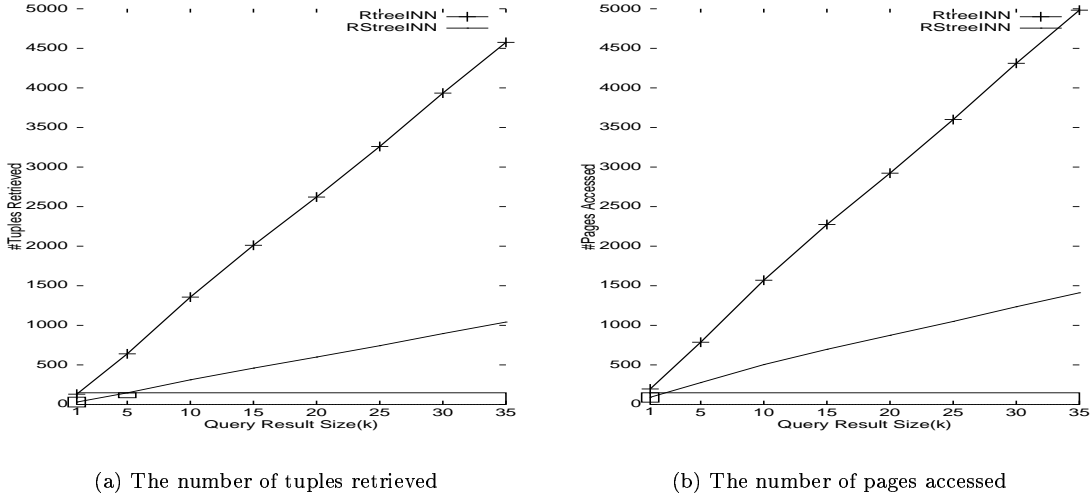 5000
4500
4000
3500
3000
2500
2000
1500
1000
500
0
#Tuples Retrieved
RtreeINN
RStreeINN
1 5 10 15 20 25 30 35
Query Result Size(k)
(a) The number of tuples retrieved
5000
4500
4000
3500
3000
2500
2000
1500
1000
500
0
#Pages Accessed
RtreeINN
RStreeINN
1 5 10 15 20 25 30 35
Query Result Size(k)
(b) The number of pages accessed